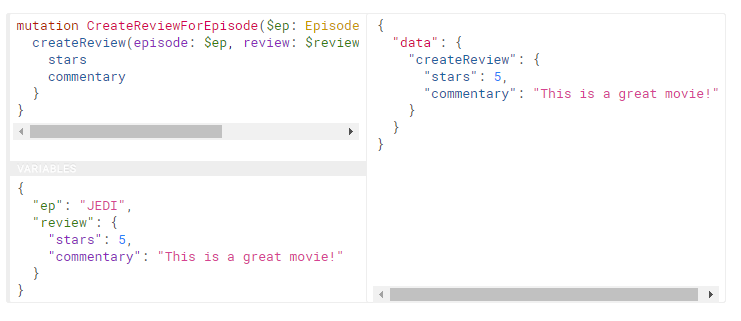 mutation CreateReviewForEpisode($ep: Episode
  createReview(episode: $ep, review: $review
    stars
    commentary
  }
}
VARIABLES
{
  "ep": "JEDI",
  "review": {
    "stars": 5,
    "commentary": "This is a great movie!"
  }
}
{
  "data": {
    "createReview": {
      "stars": 5,
      "commentary": "This is a great movie!"
    }
  }
}